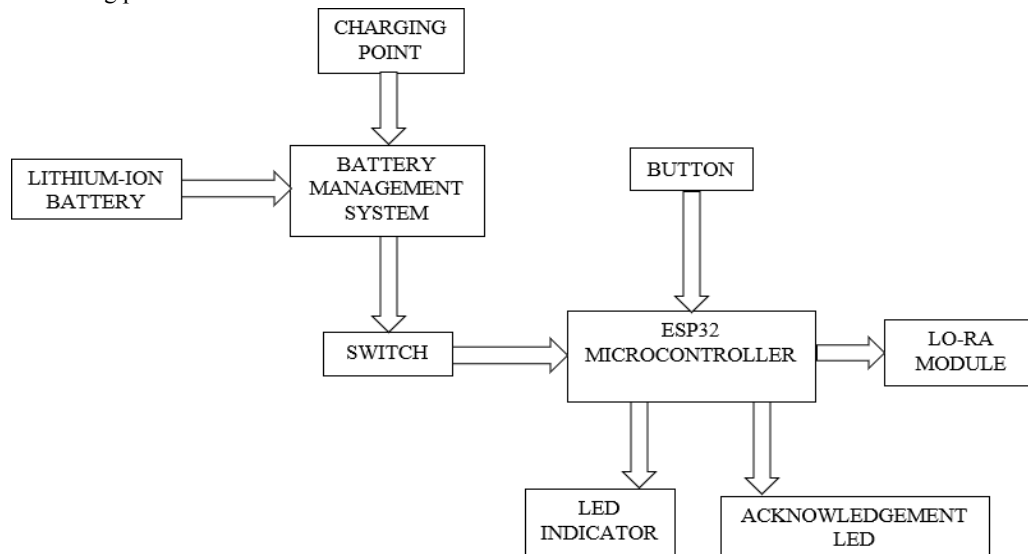 CHARGING
POINT
LITHIUM-ION
BATTERY
BATTERY
MANAGEMENT
SYSTEM
BUTTON
SWITCH
ESP32
MICROCONTROLLER
LO-RA
MODULE
LED
INDICATOR
ACKNOWLEDGEMENT
LED